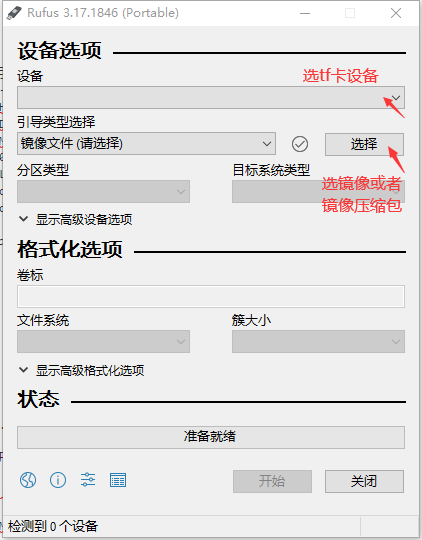 Rufus 3.17.1846 (Portable)
设备选项
设备
选tf卡设备
引导类型选择
镜像文件 (请选择)
选择
分区类型
目标系统类型
选镜像或者
镜像压缩包
显示高级设备选项
格式化选项
卷标
文件系统
簇大小
显示高级格式化选项
状态
准备就绪
开始
关闭
检测到 0 个设备